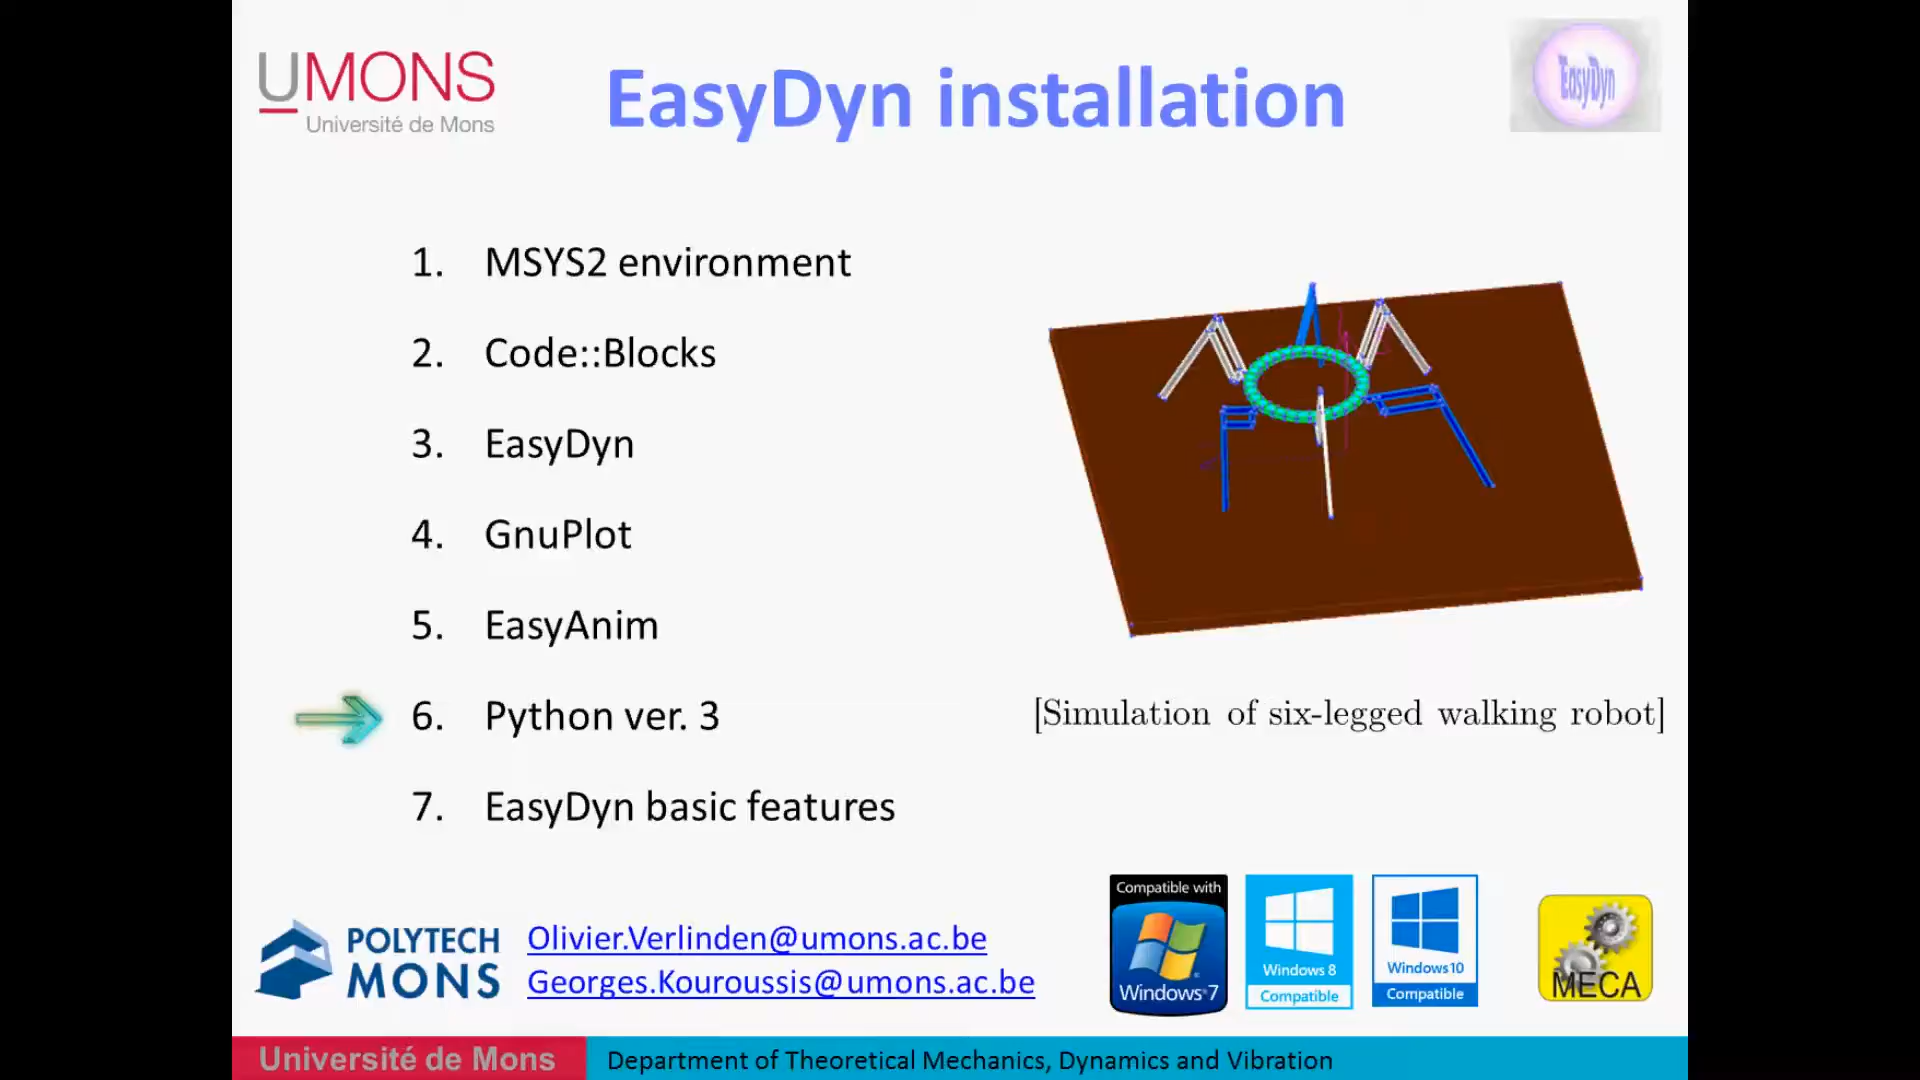 UMONS
Université de Mons
EasyDyn installation
EasyDyn
1. MSYS2 environment
2. Code::Blocks
3. EasyDyn
4. GnuPlot
5. EasyAnim
6. Python ver. 3
7. EasyDyn basic features
[Simulation of six-legged walking robot]
POLYTECH
MONS
Olivier.Verlinden@umons.ac.be
Georges.Kouroussis@umons.ac.be
Compatible with
Windows 7
Windows 8
Compatible
Windows 10
Compatible
MECA
Université de Mons
Department of Theoretical Mechanics, Dynamics and Vibration